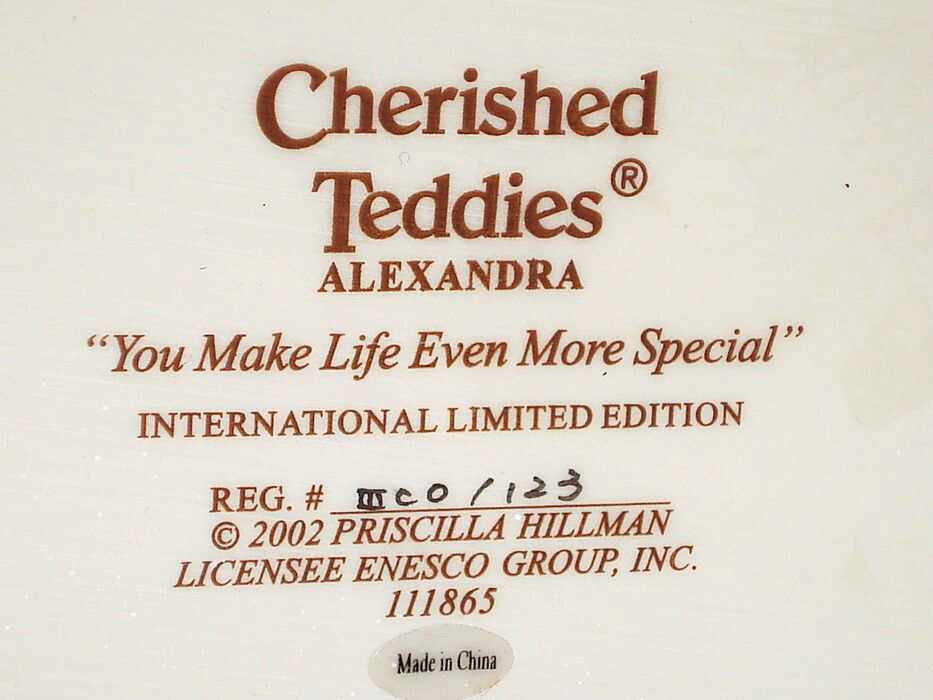 Cherished
Teddies®
ALEXANDRA
“You Make Life Even More Special”
INTERNATIONAL LIMITED EDITION
REG. # IIIC0/123
© 2002 PRISCILLA HILLMAN
LICENSEE ENESCO GROUP, INC.
111865
Made in China